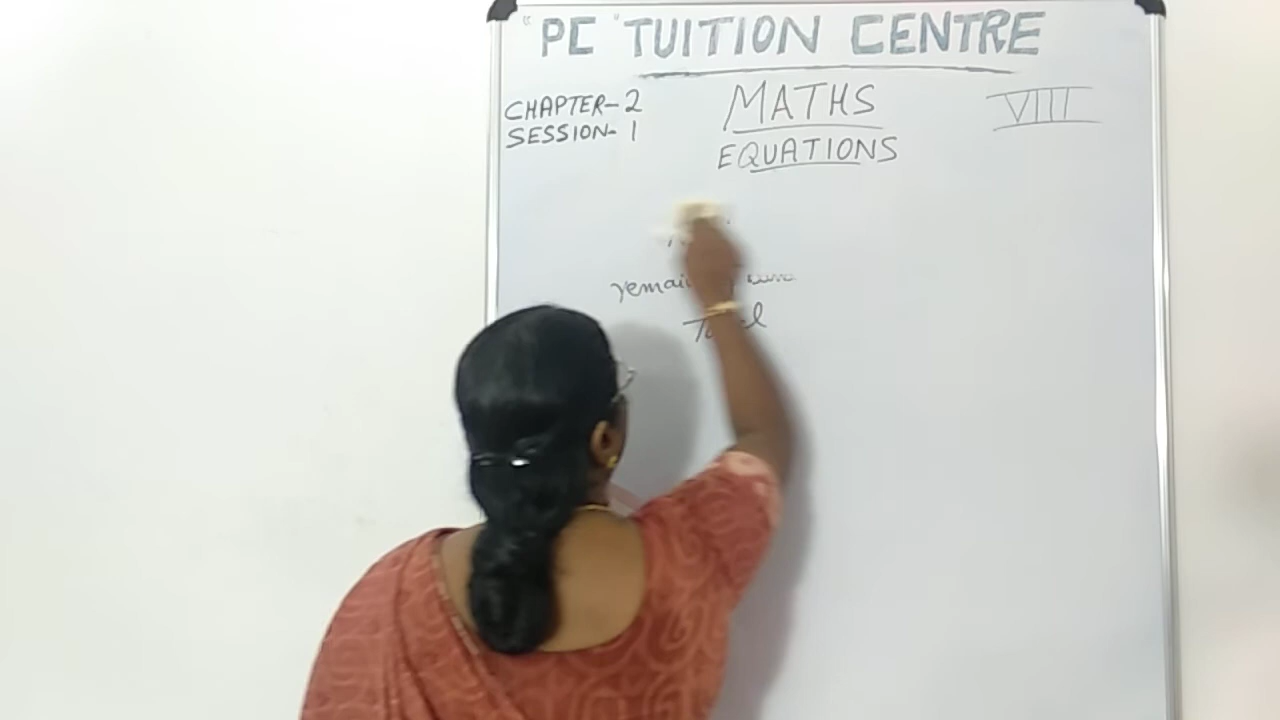 "PC" TUITION CENTRE
CHAPTER-2
MATHS
VIII
SESSION-1
EQUATIONS